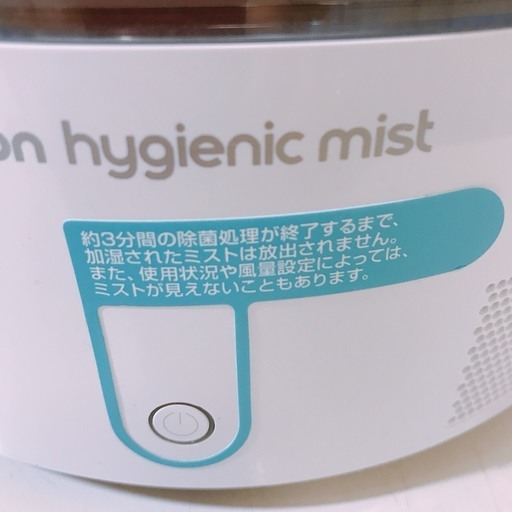 on hygienic mist
約3分間の除菌処理が終了するまで、
加湿されたミストは放出されません。
また、使用状況や風量設定によっては、
ミストが見えないこともあります。